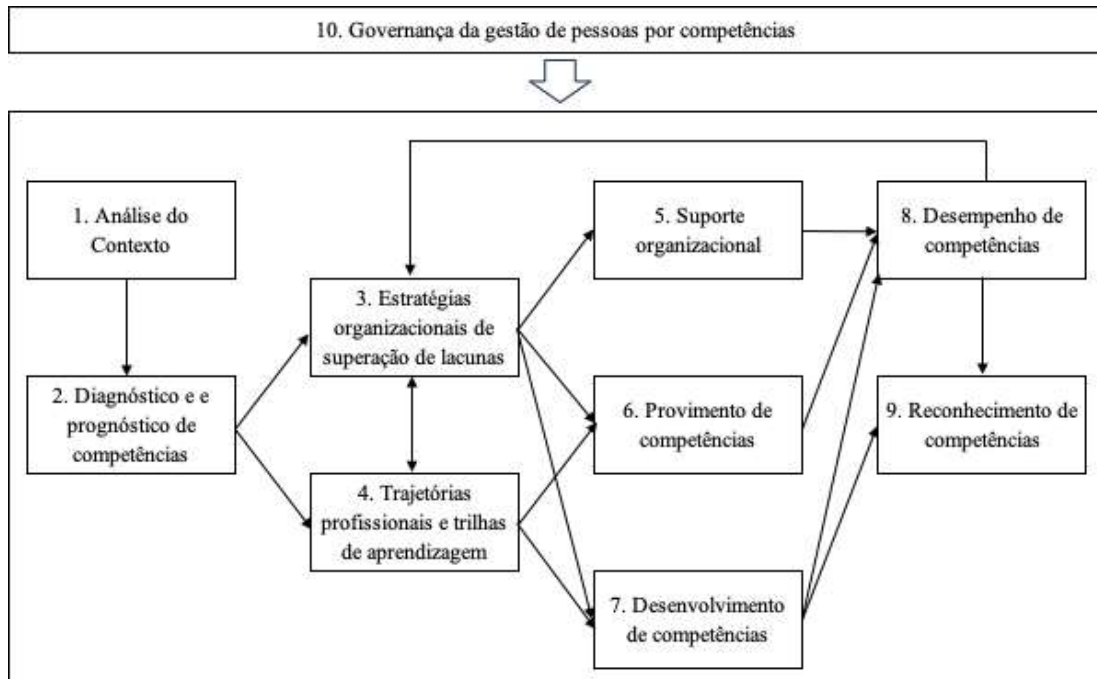 10. Governança da gestão de pessoas por competências
1. Análise do
Contexto
2. Diagnóstico e e
prognóstico de
competências
3. Estratégias
organizacionais de
superação de lacunas
4. Trajetórias
profissionais e trilhas
de aprendizagem
5. Suporte
organizacional
6. Provimento de
competências
7. Desenvolvimento
de competências
8. Desempenho de
competências
9. Reconhecimento de
competências